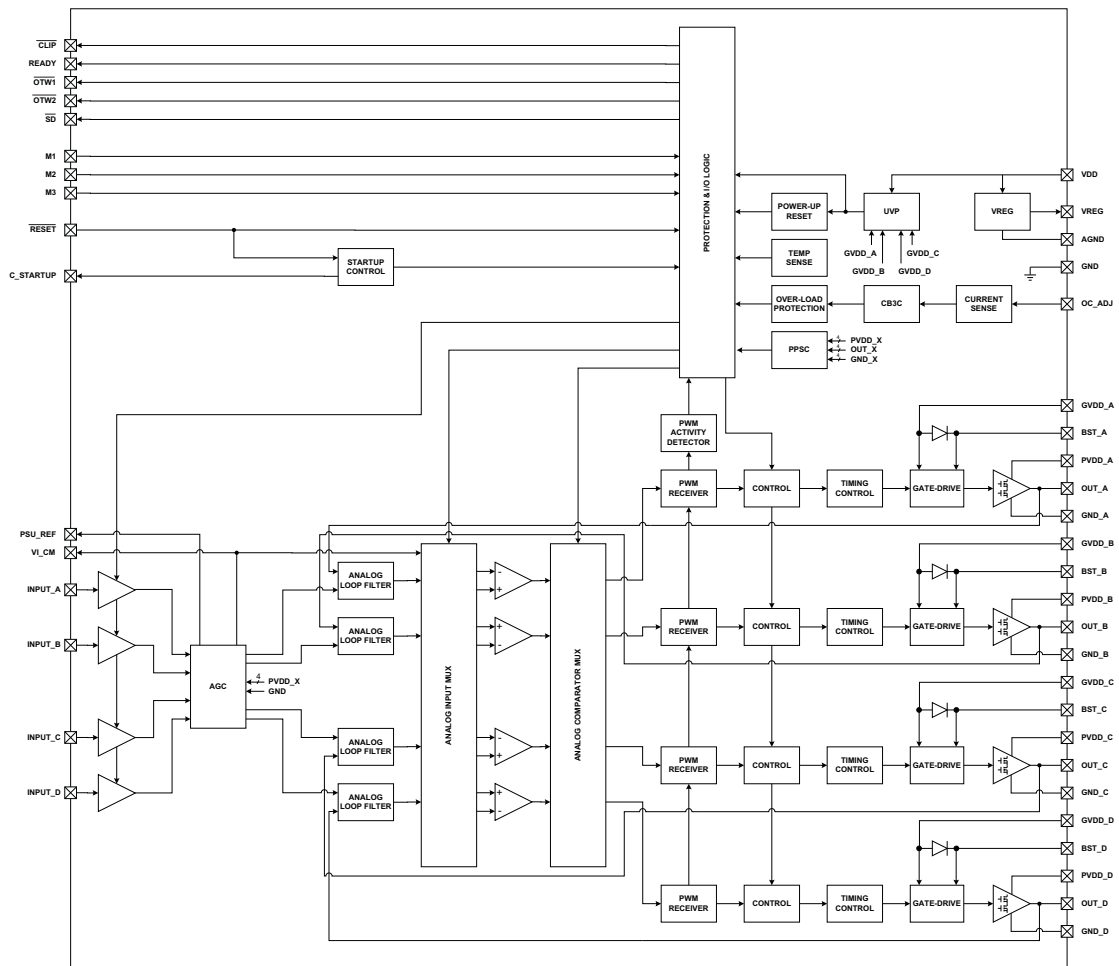 CLIP
READY
OTW1
OTW2
SD
M1
M2
M3
RESET
C_STARTUP
STARTUP
CONTROL
PROTECTION & I/O LOGIC
POWER-UP
RESET
UVP
VREG
GVDD_A
GVDD_B
GVDD_D
GVDD_C
TEMP
SENSE
OVER-LOAD
PROTECTION
CB3C
CURRENT
SENSE
PPSC
4
PVDD_X
4
OUT_X
4
GND_X
VDD
VREG
AGND
GND
OC_ADJ
PWM
ACTIVITY
DETECTOR
PWM
RECEIVER
CONTROL
TIMING
CONTROL
GATE-DRIVE
GVDD_A
BST_A
PVDD_A
OUT_A
GND_A
PSU_REF
VI_CM
INPUT_A
INPUT_B
INPUT_C
INPUT_D
AGC
4
PVDD_X
GND
ANALOG
LOOP FILTER
ANALOG
LOOP FILTER
ANALOG
LOOP FILTER
ANALOG
LOOP FILTER
ANALOG INPUT MUX
-
+
+
-
-
+
+
-
ANALOG COMPARATOR MUX
PWM
RECEIVER
CONTROL
TIMING
CONTROL
GATE-DRIVE
GVDD_B
BST_B
PVDD_B
OUT_B
GND_B
PWM
RECEIVER
CONTROL
TIMING
CONTROL
GATE-DRIVE
GVDD_C
BST_C
PVDD_C
OUT_C
GND_C
PWM
RECEIVER
CONTROL
TIMING
CONTROL
GATE-DRIVE
GVDD_D
BST_D
PVDD_D
OUT_D
GND_D